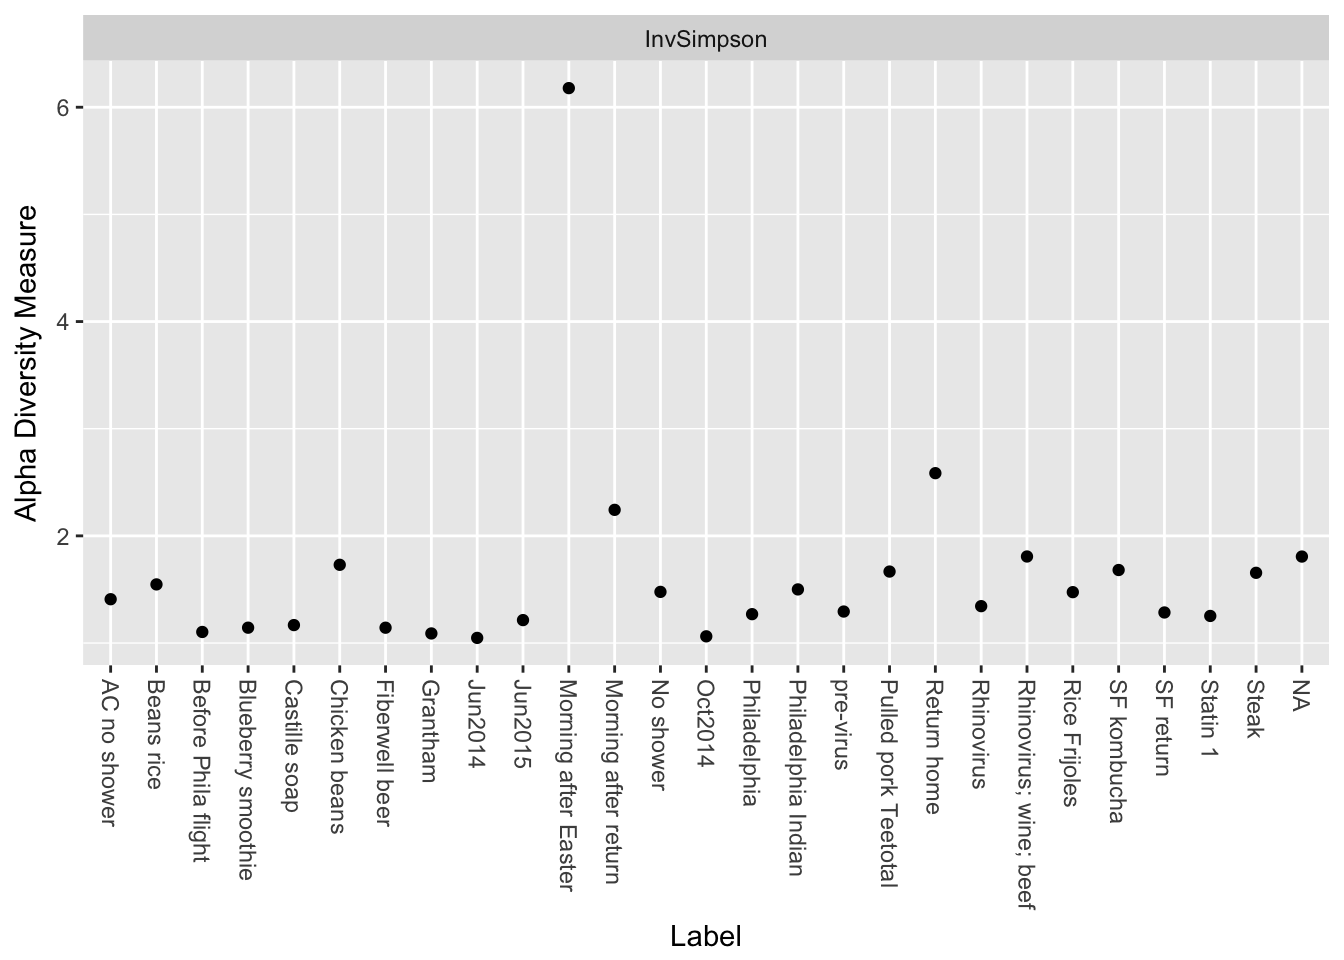 InvSimpson
Alpha Diversity Measure
6
4
2
AC no shower
Beans rice
Before Phila flight
Blueberry smoothie
Castille soap
Chicken beans
Fiberwell beer
Grantham
Jun2014
Jun2015
Morning after Easter
Morning after return
No shower
Oct2014
Philadelphia
Philadelphia Indian
pre-virus
Pulled pork Teetotal
Return home
Rhinovirus
Rhinovirus; wine; beef
Rice Frijoles
SF kombucha
SF return
Statin 1
Steak
NA
Label